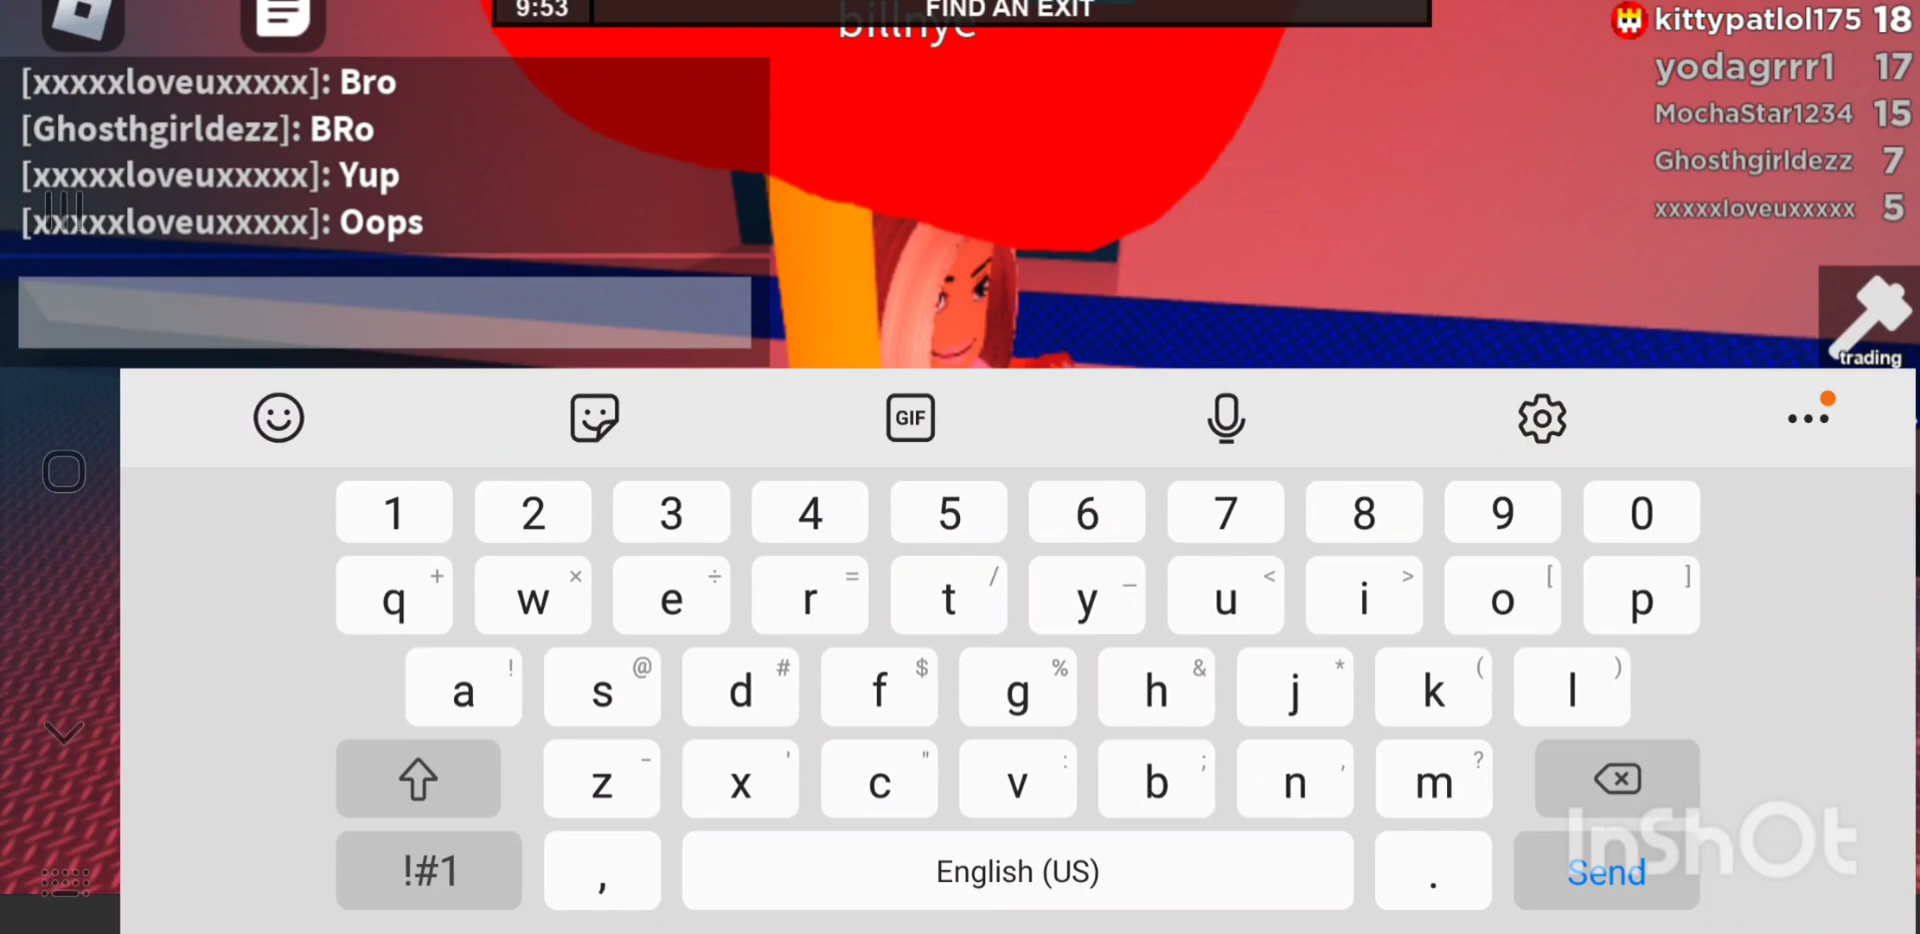 9:53
FIND AN EXIT
billnye
kittypatlol175 18
yodagrrr1 17
MochaStar1234 15
Ghosthgirldezz 7
xxxxxloveuxxxxx 5
[xxxxxloveuxxxxx]: Bro
[Ghosthgirldezz]: BRo
[xxxxxloveuxxxxx]: Yup
[xxxxxloveuxxxxx]: Oops
trading
GIF
1 2 3 4 5 6 7 8 9 0
q + w × e ÷ r = t / y _ u < i > o [ p ]
a ! s @ d # f $ g % h & j * k ( l )
z - x ' c " v : b ; n , m ?
!#1 , English (US) . Send
InShOt